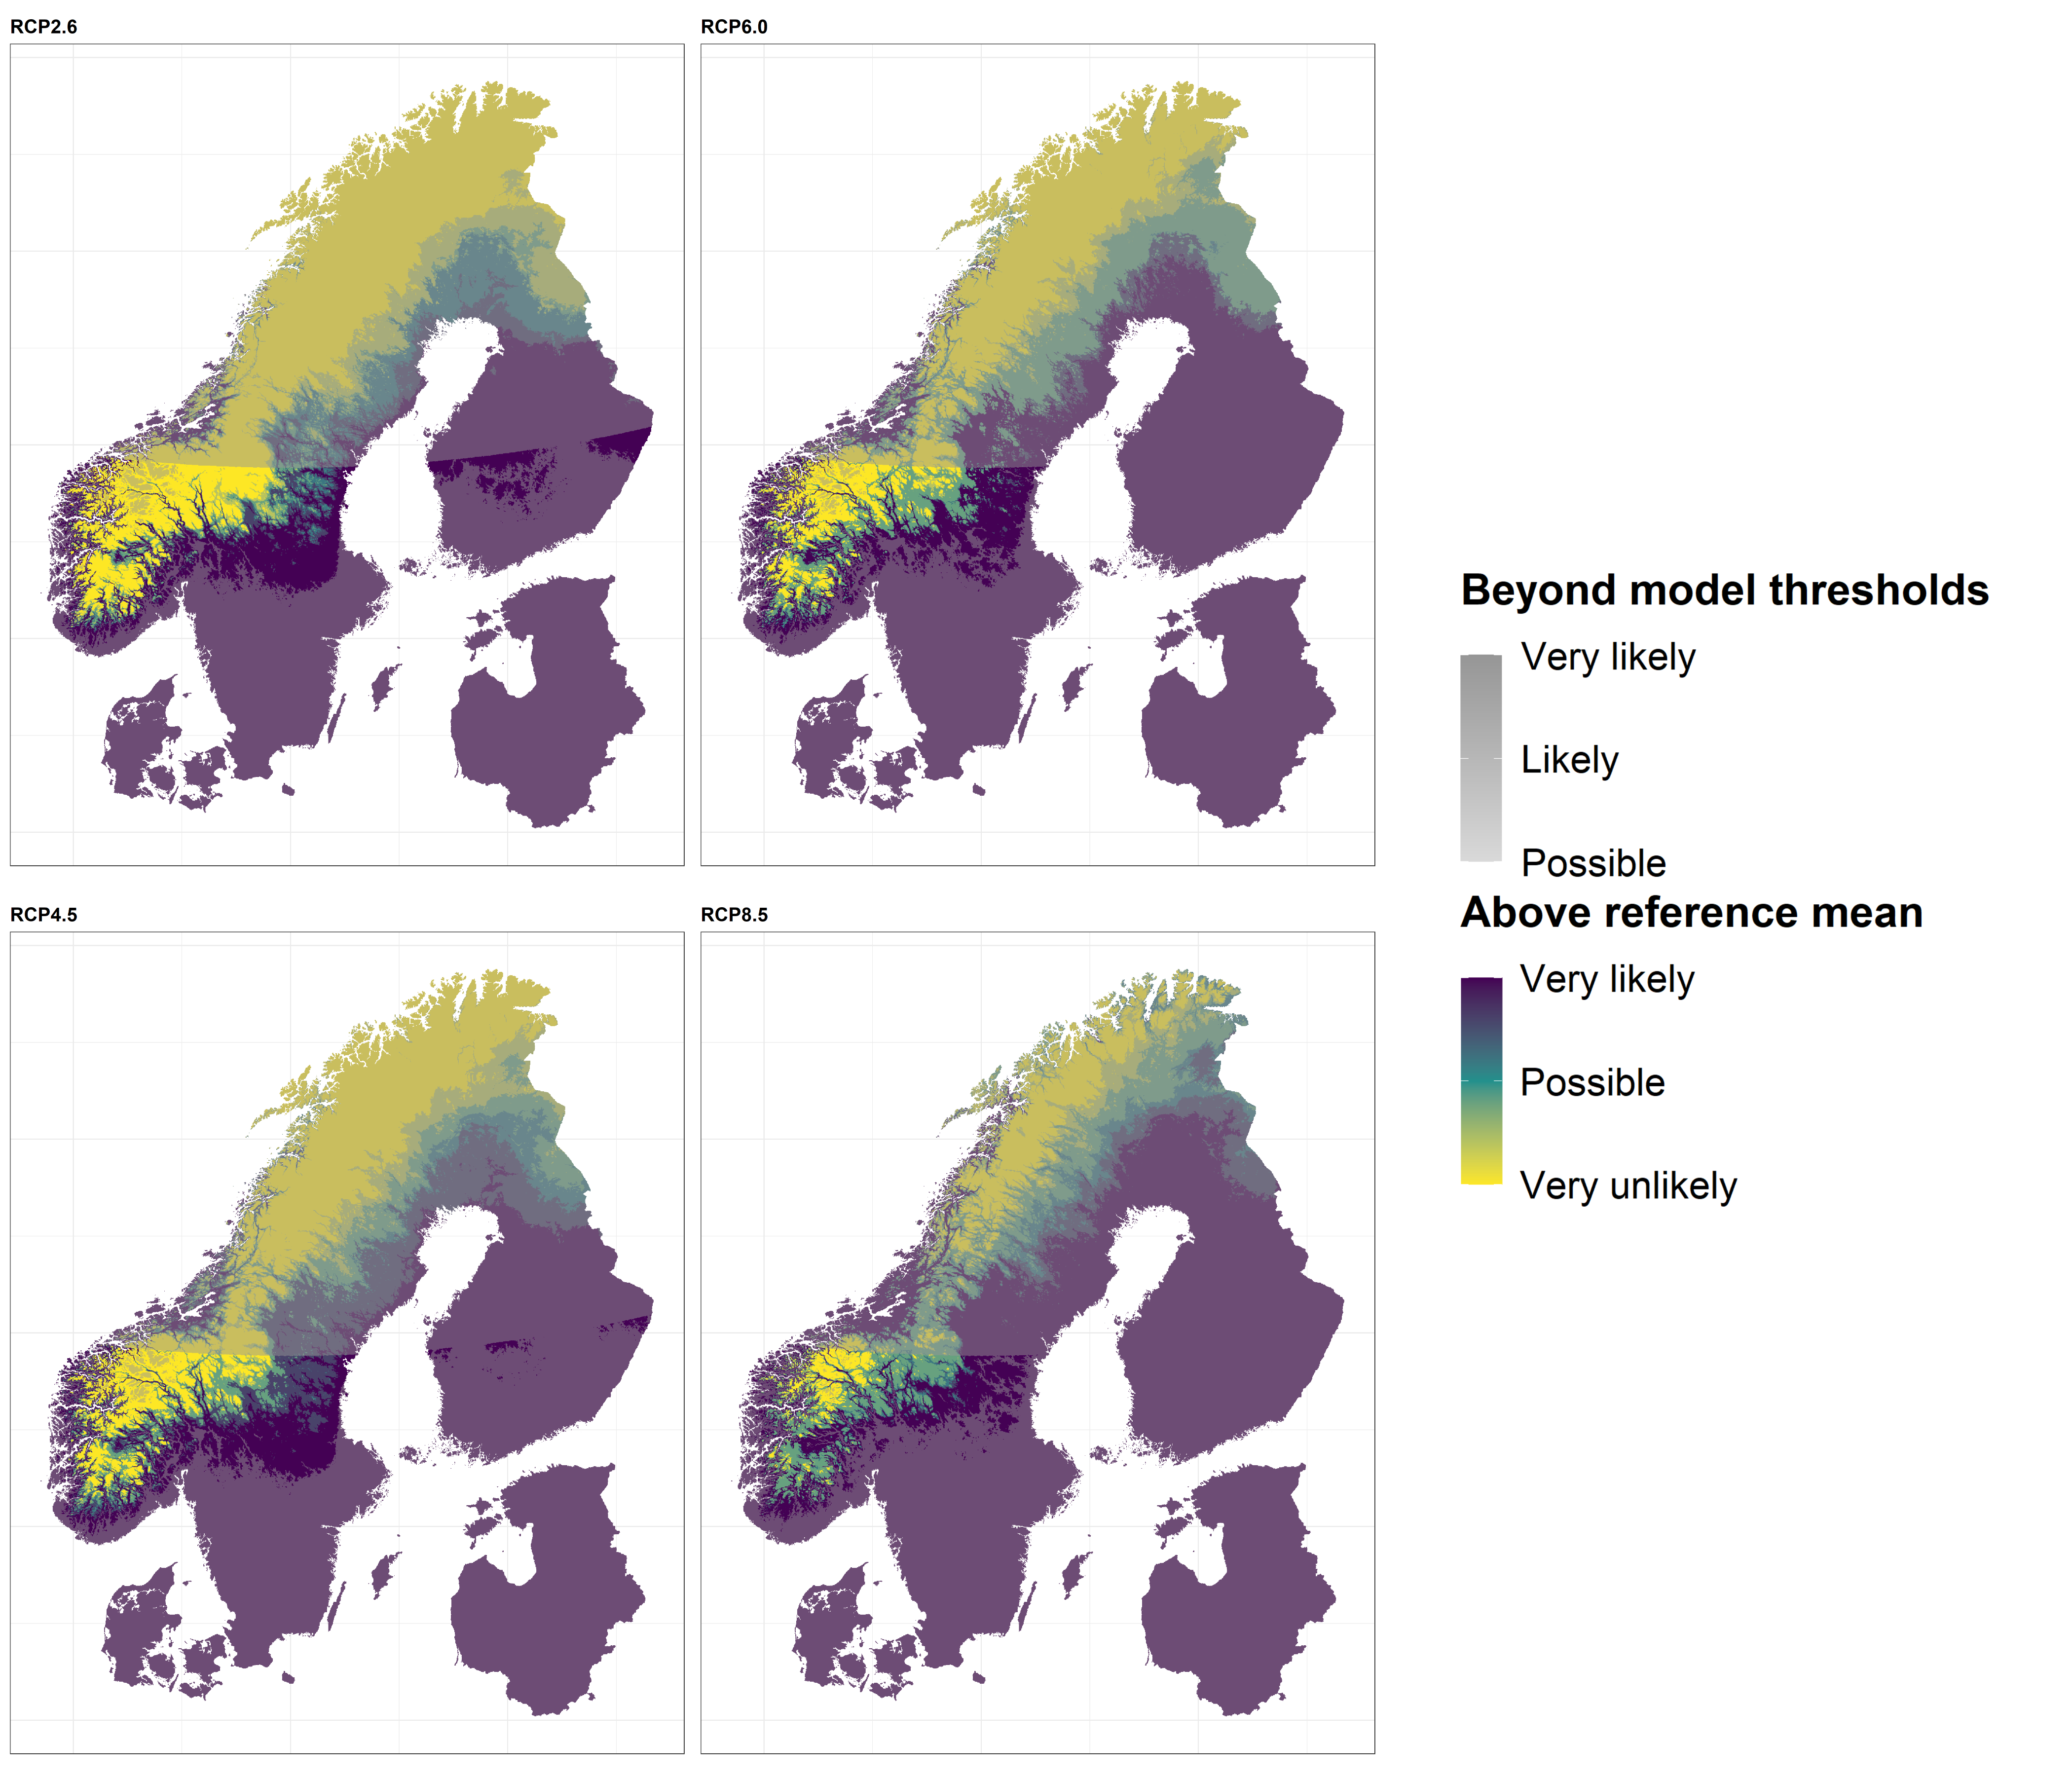 RCP2.6
RCP6.0
RCP4.5
RCP8.5
Beyond model thresholds
Very likely
Likely
Possible
Above reference mean
Very likely
Possible
Very unlikely